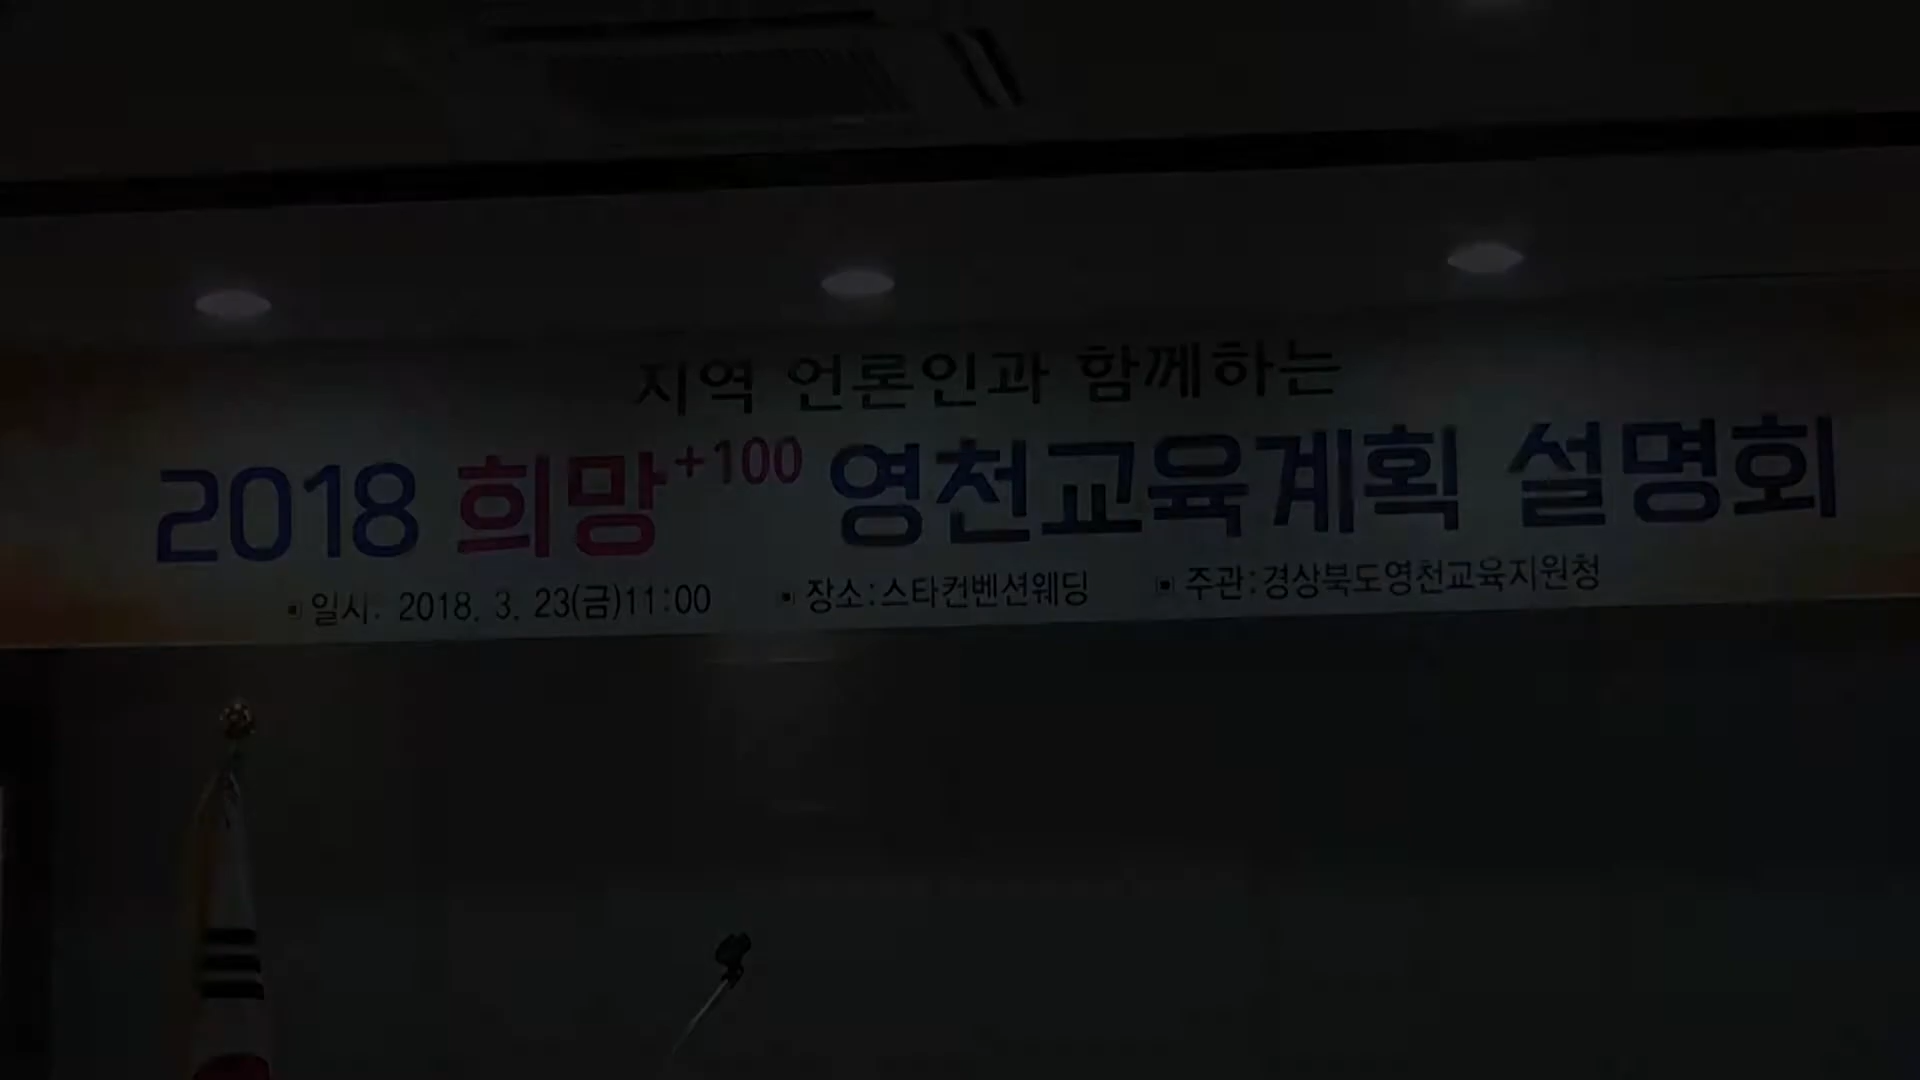 지역 언론인과 함께하는
2018 희망+100 영천교육계획 설명회
▣ 일시: 2018. 3. 23(금)11:00 ▣ 장소:스타컨벤션웨딩 ▣ 주관:경상북도영천교육지원청